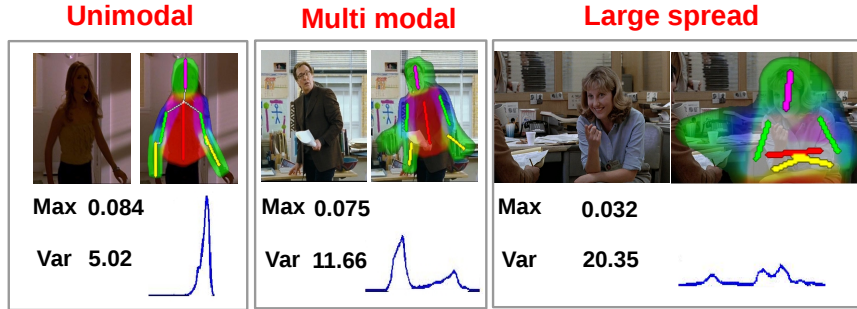 Unimodal
Max 0.084
Var 5.02
Multi modal
Max 0.075
Var 11.66
Large spread
Max 0.032
Var 20.35